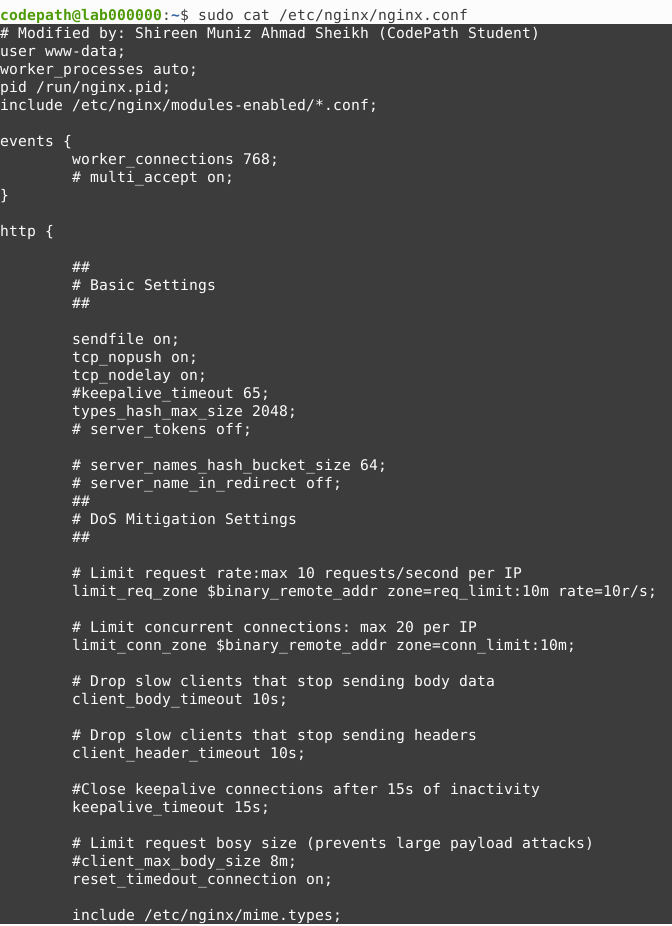 codepath@lab000000:~$ sudo cat /etc/nginx/nginx.conf
# Modified by: Shireen Muniz Ahmad Sheikh (CodePath Student)
user www-data;
worker_processes auto;
pid /run/nginx.pid;
include /etc/nginx/modules-enabled/*.conf;

events {
        worker_connections 768;
        # multi_accept on;
}

http {

        ##
        # Basic Settings
        ##

        sendfile on;
        tcp_nopush on;
        tcp_nodelay on;
        #keepalive_timeout 65;
        types_hash_max_size 2048;
        # server_tokens off;

        # server_names_hash_bucket_size 64;
        # server_name_in_redirect off;
        ##
        # DoS Mitigation Settings
        ##

        # Limit request rate:max 10 requests/second per IP
        limit_req_zone $binary_remote_addr zone=req_limit:10m rate=10r/s;

        # Limit concurrent connections: max 20 per IP
        limit_conn_zone $binary_remote_addr zone=conn_limit:10m;

        # Drop slow clients that stop sending body data
        client_body_timeout 10s;

        # Drop slow clients that stop sending headers
        client_header_timeout 10s;

        #Close keepalive connections after 15s of inactivity
        keepalive_timeout 15s;

        # Limit request bosy size (prevents large payload attacks)
        #client_max_body_size 8m;
        reset_timedout_connection on;

        include /etc/nginx/mime.types;